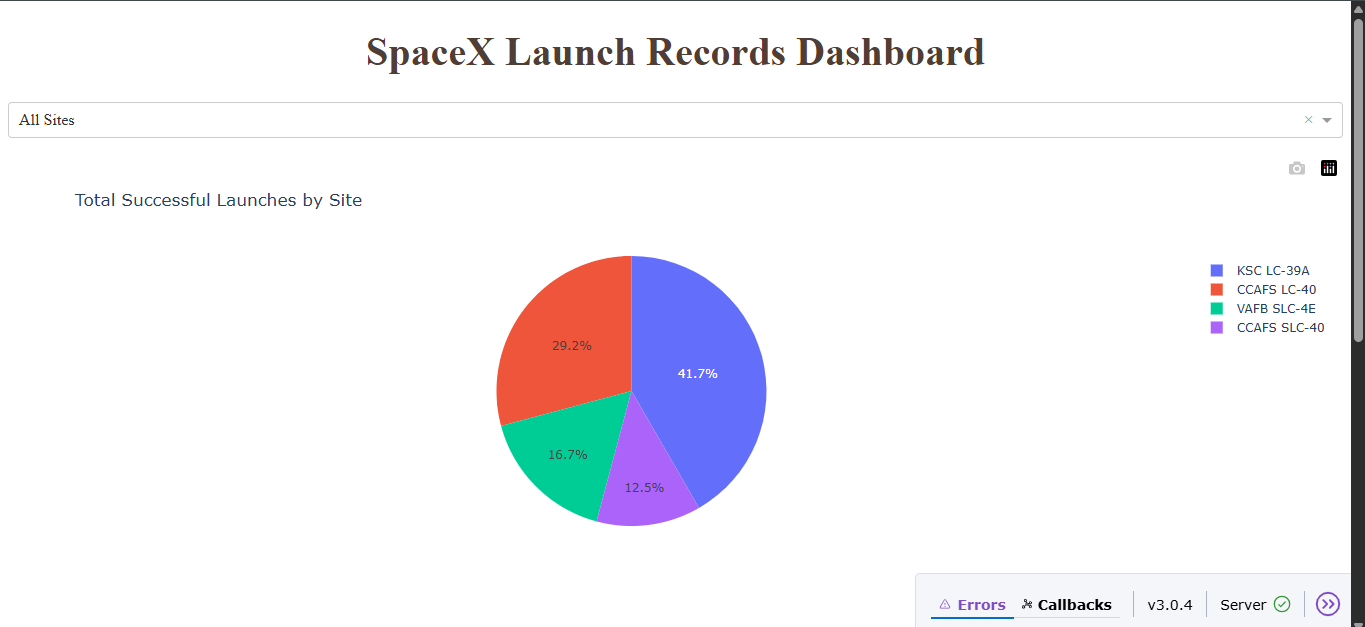 SpaceX Launch Records Dashboard
All Sites ×
Total Successful Launches by Site
KSC LC-39A
CCAFS LC-40
VAFB SLC-4E
CCAFS SLC-40
29.2%
41.7%
16.7%
12.5%
Errors Callbacks v3.0.4 Server